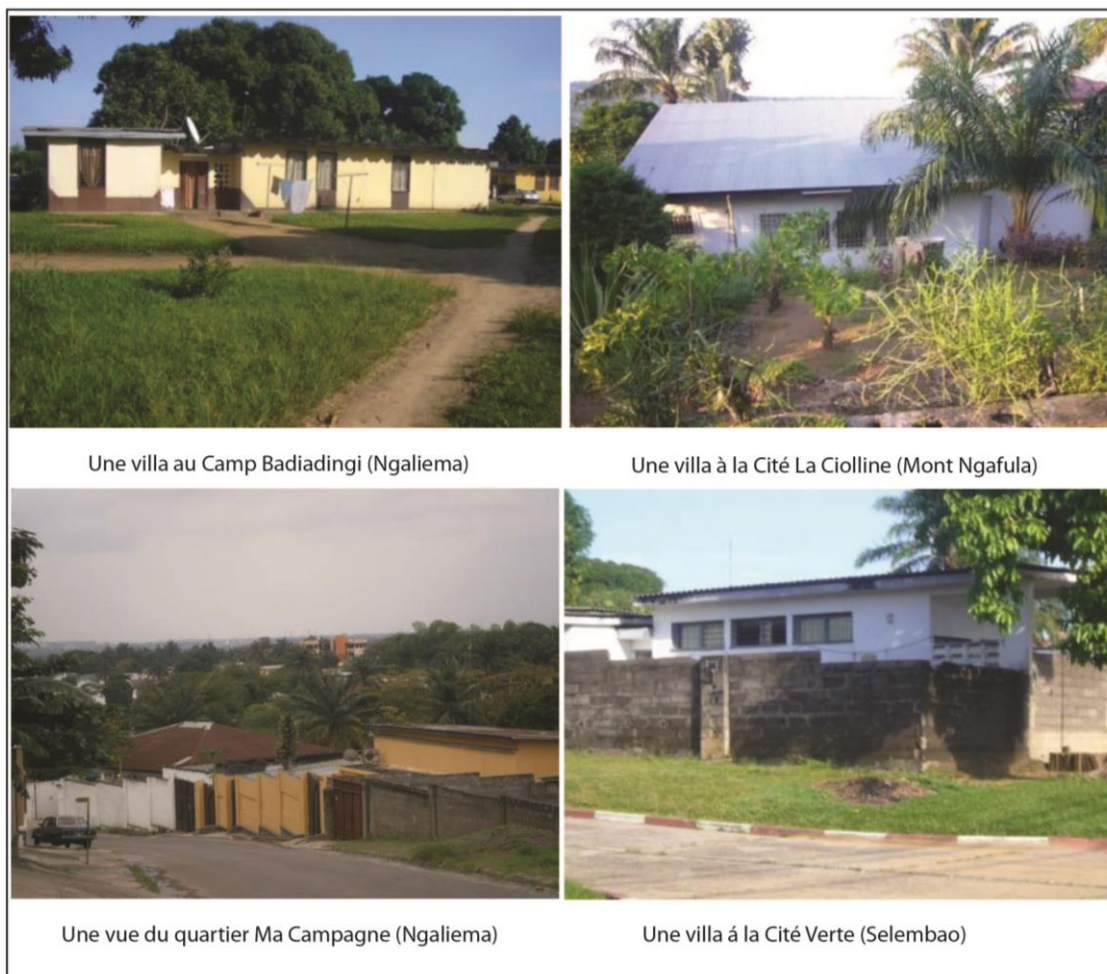 Une villa au Camp Badiadingi (Ngaliema)
Une villa à la Cité La Ciolline (Mont Ngafula)
Une vue du quartier Ma Campagne (Ngaliema)
Une villa á la Cité Verte (Selembao)